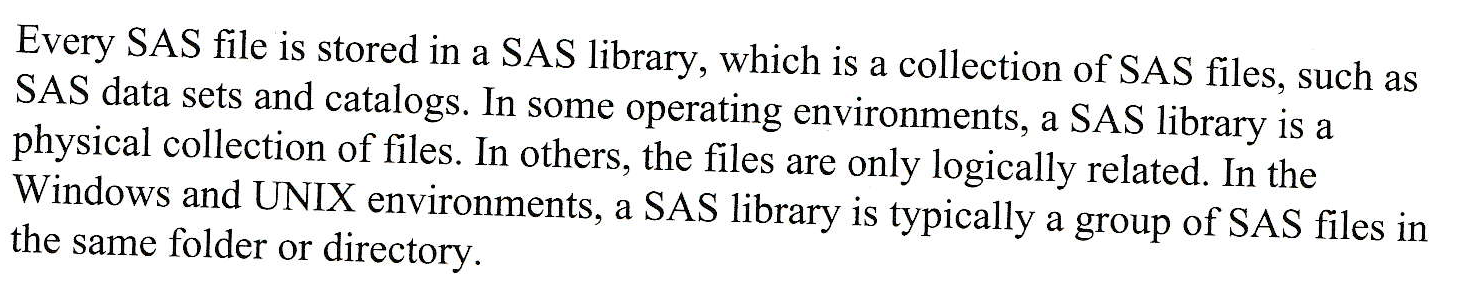 Every SAS file is stored in a SAS library, which is a collection of SAS files, such as
SAS data sets and catalogs. In some operating environments, a SAS library is a
physical collection of files. In others, the files are only logically related. In the
Windows and UNIX environments, a SAS library is typically a group of SAS files in
the same folder or directory.